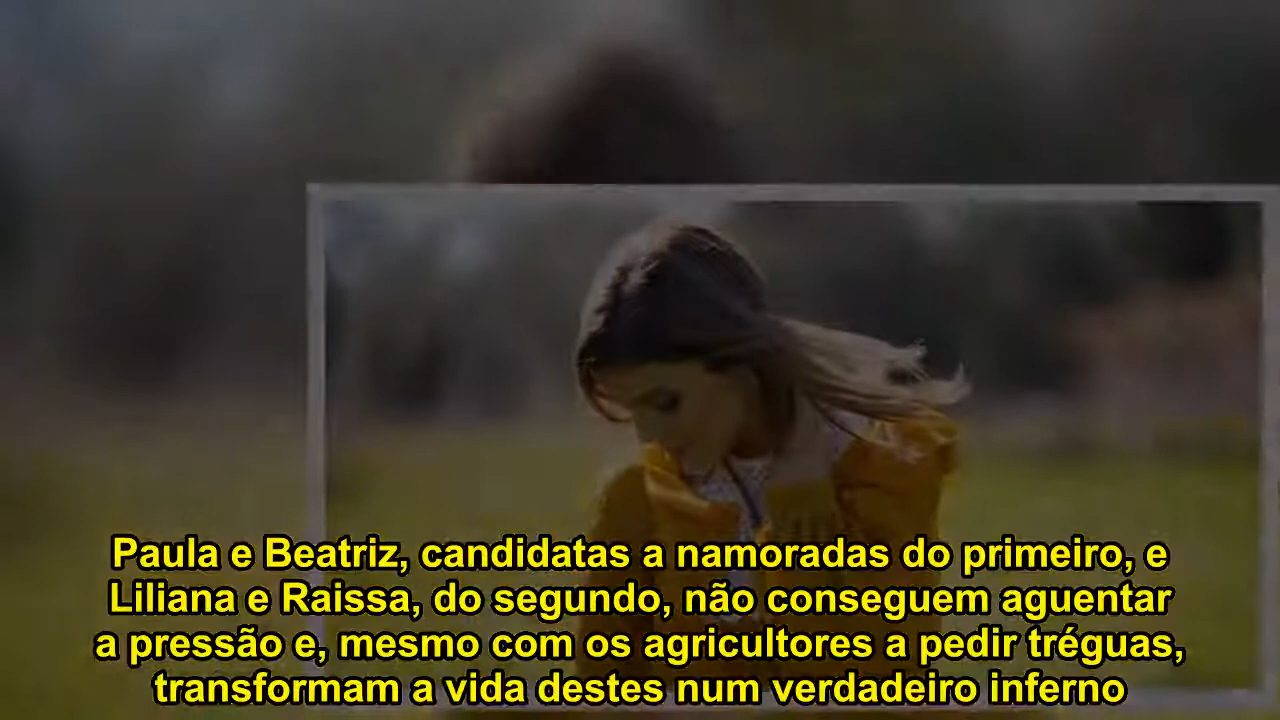 Paula e Beatriz, candidatas a namoradas do primeiro, e
Liliana e Raissa, do segundo, não conseguem aguentar
a pressão e, mesmo com os agricultores a pedir tréguas,
transformam a vida destes num verdadeiro inferno